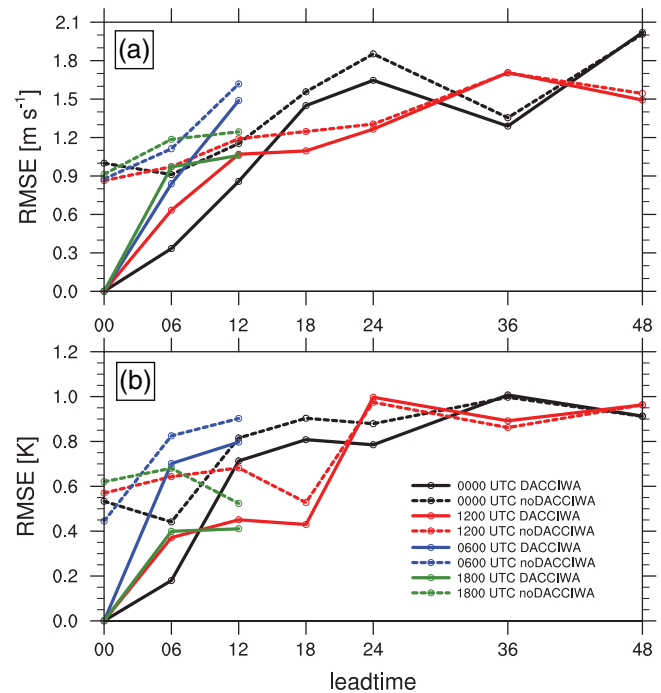 (a)
RMSE [m s⁻¹]
2.1
1.8
1.5
1.2
0.9
0.6
0.3
0.0
00 06 12 18 24 36 48
(b)
RMSE [K]
1.2
1.0
0.8
0.6
0.4
0.2
0.0
0000 UTC DACCIWA
0000 UTC noDACCIWA
1200 UTC DACCIWA
1200 UTC noDACCIWA
0600 UTC DACCIWA
0600 UTC noDACCIWA
1800 UTC DACCIWA
1800 UTC noDACCIWA
00 06 12 18 24 36 48
leadtime